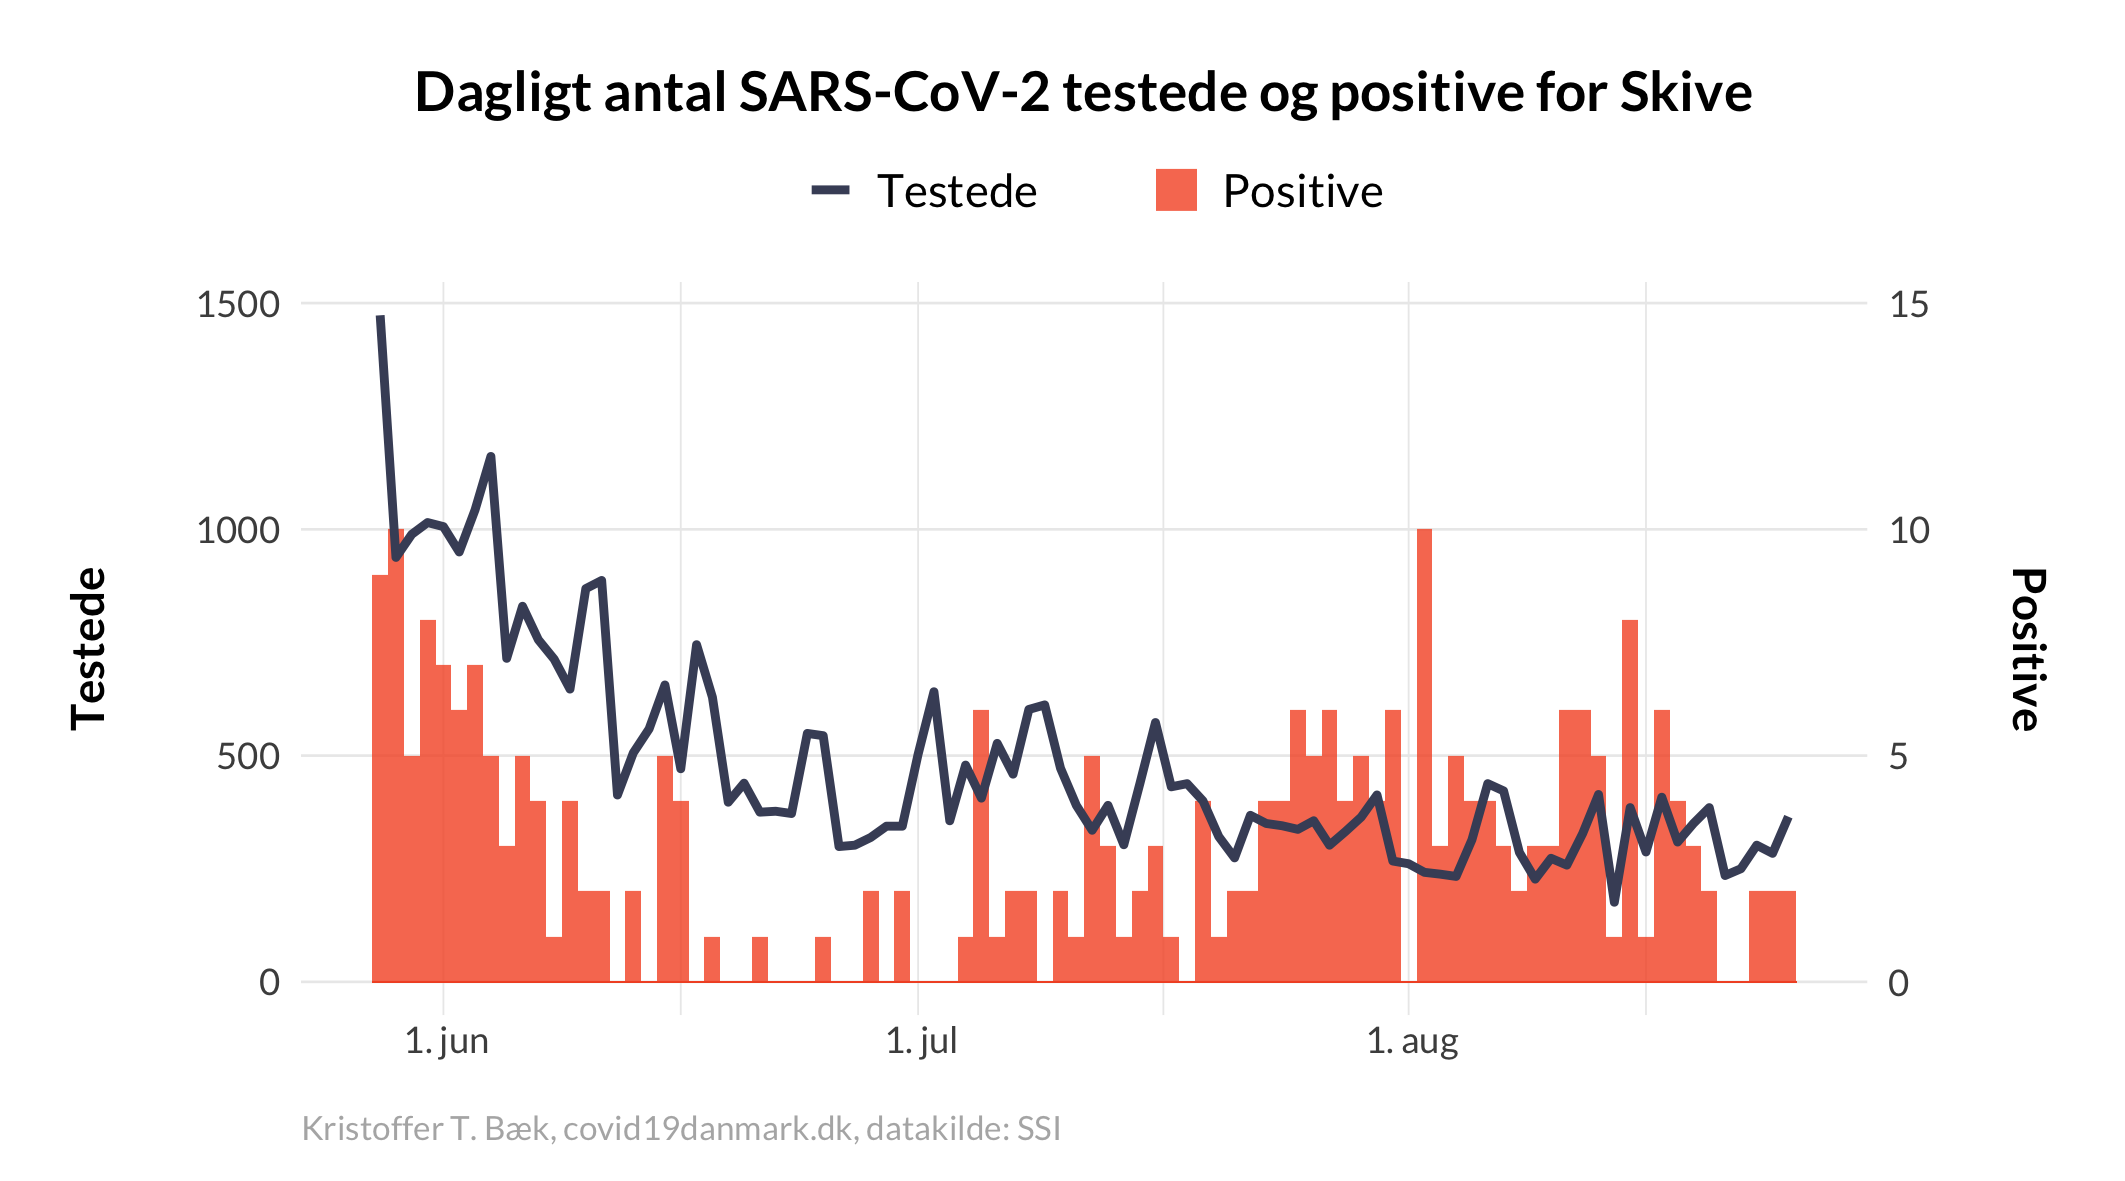 Dagligt antal SARS-CoV-2 testede og positive for Skive
Testede Positive
1500 15
1000 10
500 5
0 0
Testede
Positive
1. jun 1. jul 1. aug
Kristoffer T. Bæk, covid19danmark.dk, datakilde: SSI